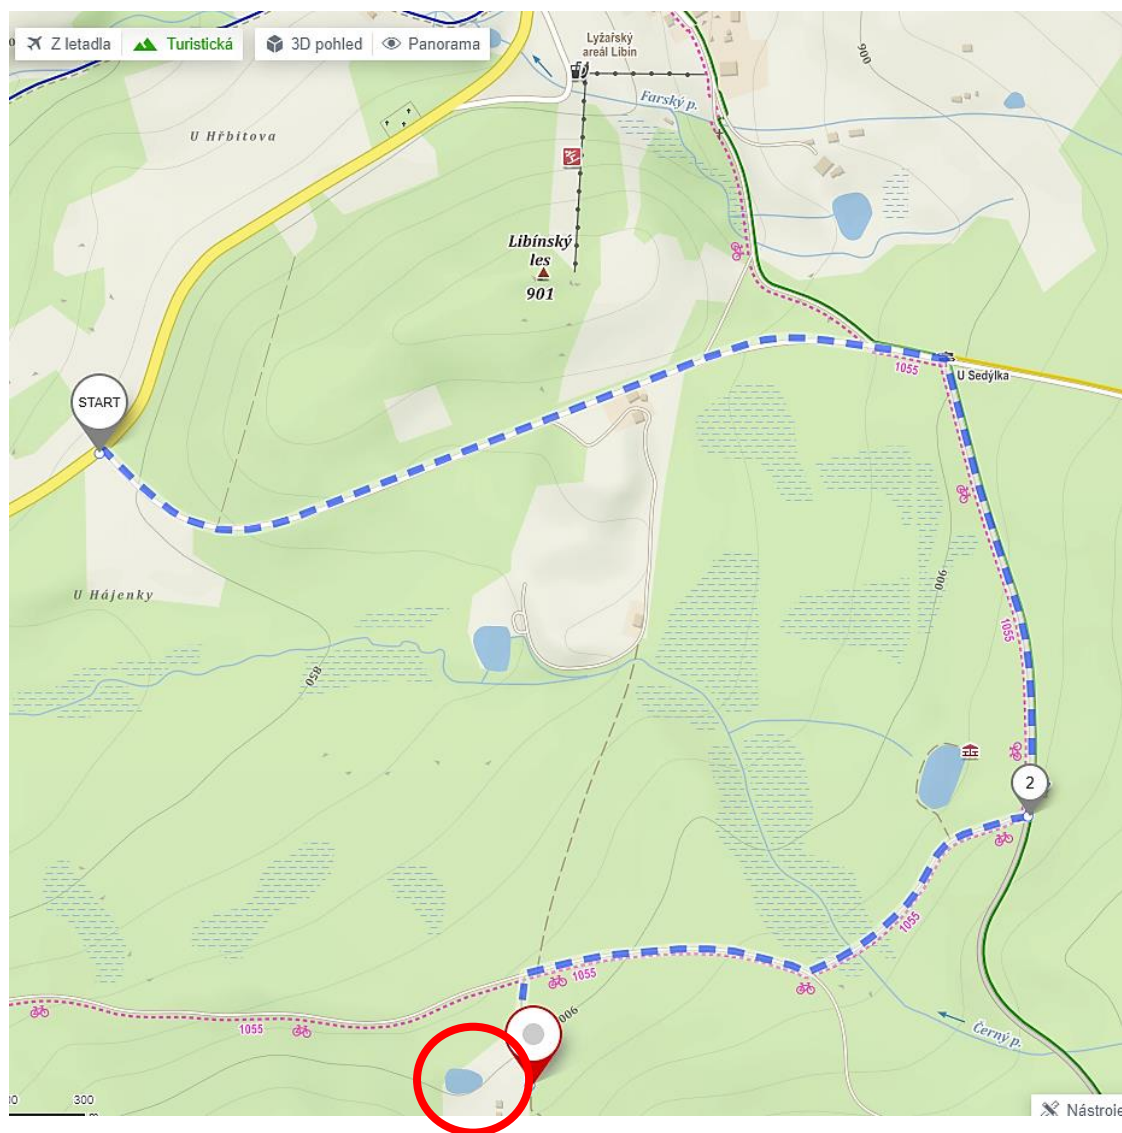 Z letadla
Turistická
3D pohled
Panorama
Lyžařský
areál Libín
900
Farský p.
U Hřbitova
Libínský
les
901
START
1055
U Sedýlka
900
U Hájenky
1055
850
2
1055
1055
900
1055
Černý p.
300
Nástroje